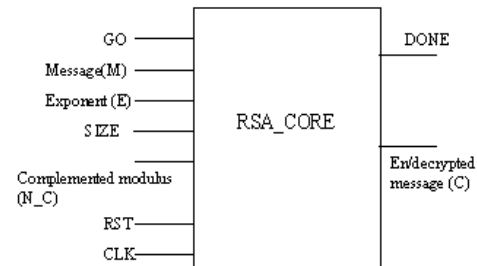 GO
Message(M)
Exponent (E)
SIZE
Complemented modulus
(N_C)
RST
CLK
RSA_CORE
DONE
En/decrypted
message (C)